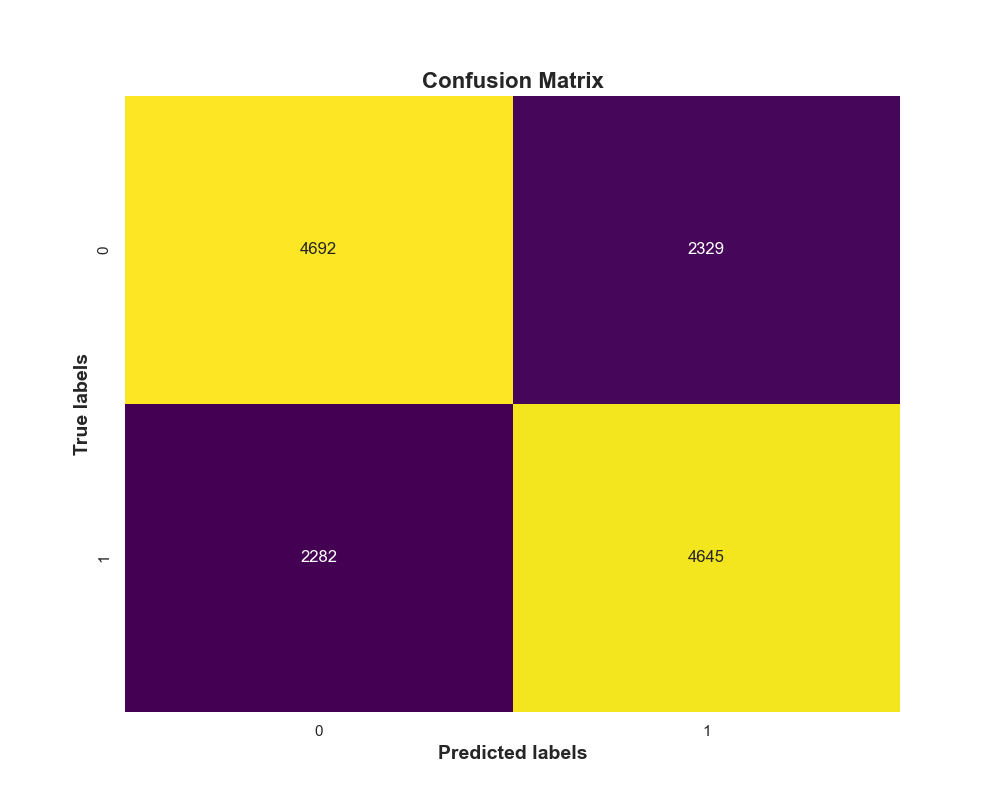 Confusion Matrix
True labels
0
4692
2329
1
2282
4645
0
1
Predicted labels